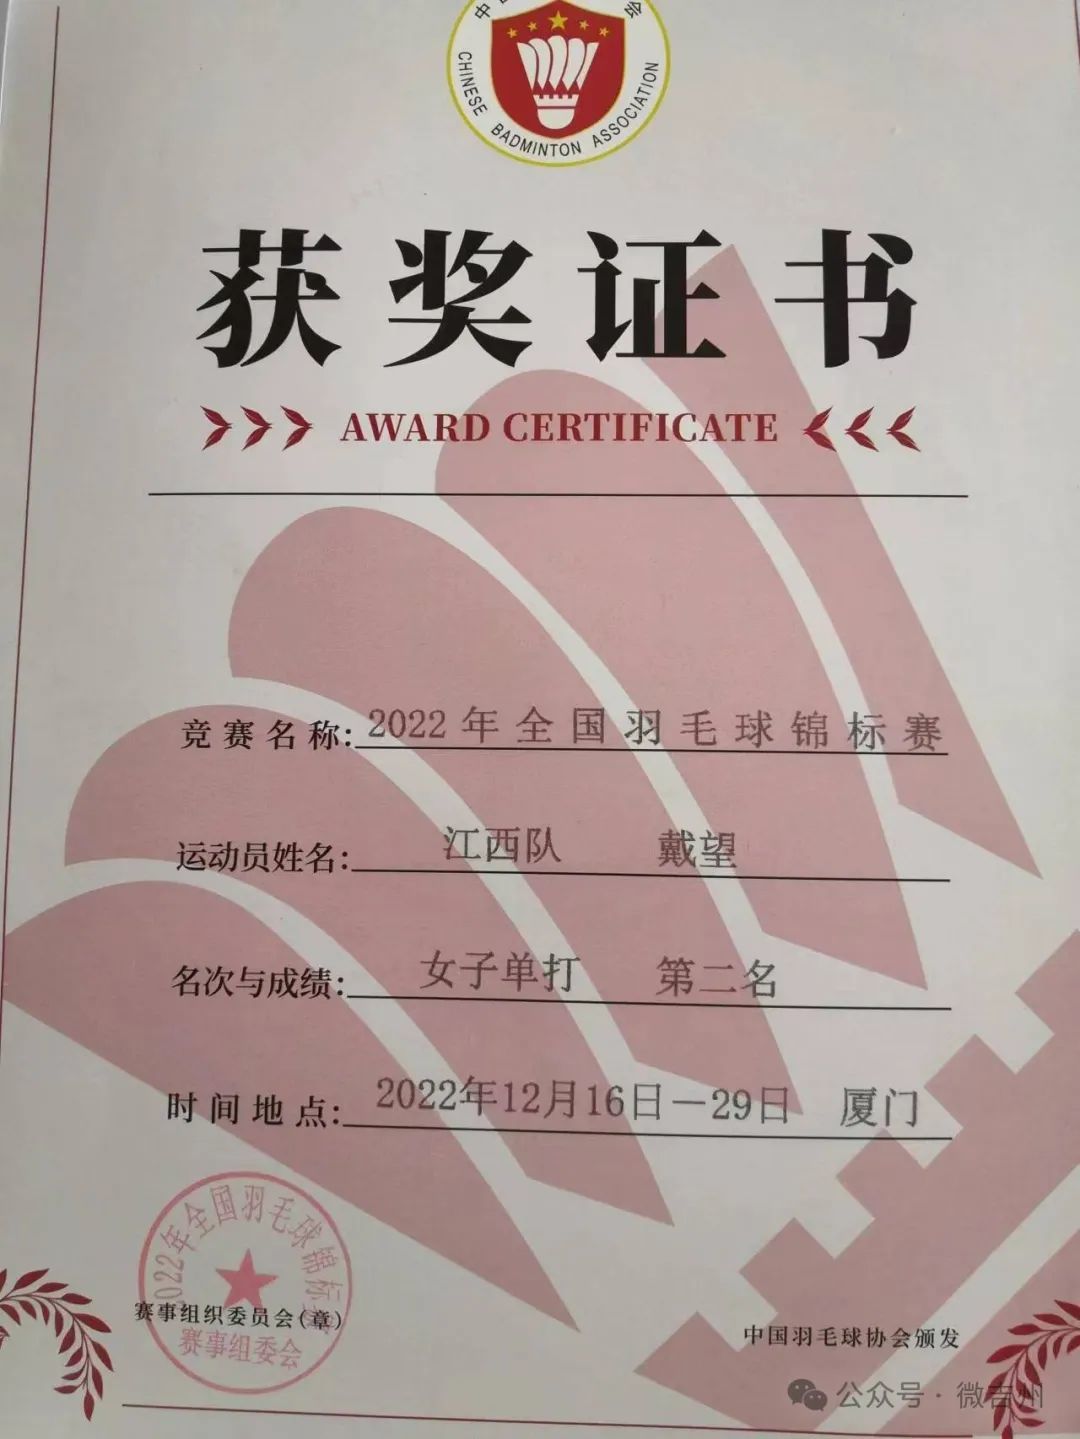 CHINESE BADMINTON ASSOCIATION
获奖证书
AWARD CERTIFICATE
竞赛名称:2022年全国羽毛球锦标赛
运动员姓名: 江西队 戴望
名次与成绩: 女子单打 第二名
时间地点: 2022年12月16日—29日 厦门
2022年全国羽毛球锦标
赛事组织委员会(章)
赛事组委会
中国羽毛球协会颁发
公众号·微吉州